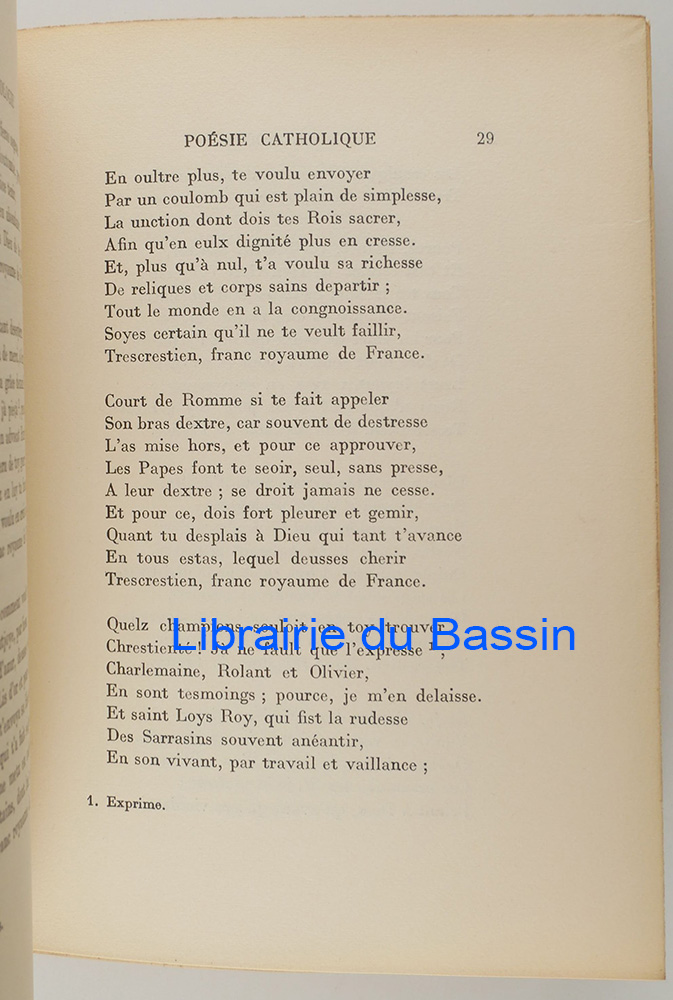 POÉSIE CATHOLIQUE 29
En oultre plus, te voulu envoyer
Par un coulomb qui est plain de simplesse,
La unction dont dois tes Rois sacrer,
Afin qu'en eulx dignité plus en cresse.
Et, plus qu'à nul, t'a voulu sa richesse
De reliques et corps sains departir ;
Tout le monde en a la congnoissance.
Soyes certain qu'il ne te veult faillir,
Trescrestien, franc royaume de France.
Court de Romme si te fait appeler
Son bras dextre, car souvent de destresse
L'as mise hors, et pour ce approuver,
Les Papes font te seoir, seul, sans presse,
A leur dextre ; se droit jamais ne cesse.
Et pour ce, dois fort pleurer et gemir,
Quant tu desplais à Dieu qui tant t'avance
En tous estas, lequel deusses cherir
Trescrestien, franc royaume de France.
Quelz champions souloit en toy trouver
Chrestienté ! Jà ne fault que l'expresse ¹,
Librairie du Bassin
Charlemaine, Rolant et Olivier,
En sont tesmoings ; pource, je m'en delaisse.
Et saint Loys Roy, qui fist la rudesse
Des Sarrasins souvent anéantir,
En son vivant, par travail et vaillance ;
1. Exprime.